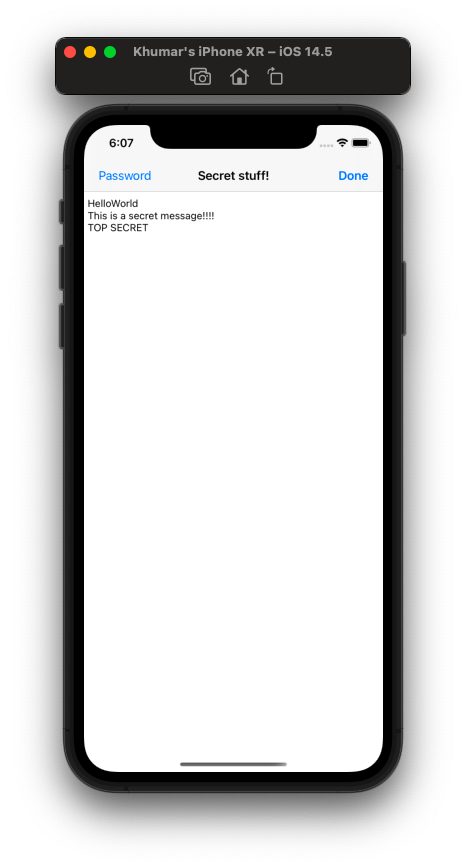 Khumar's iPhone XR – iOS 14.5
6:07
Password Secret stuff! Done
HelloWorld
This is a secret message!!!!
TOP SECRET